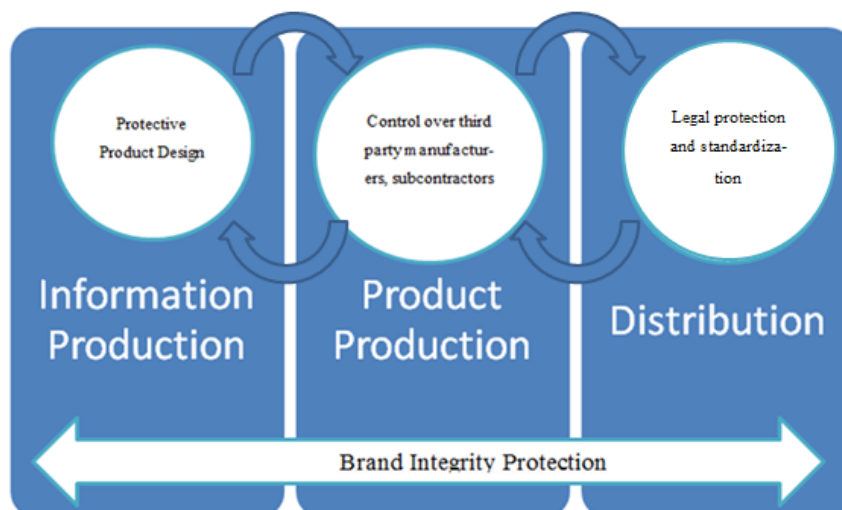 Protective
Product Design
Control over third
party manufactur-
ers, subcontractors
Legal protection
and standardiza-
tion
Information
Production
Product
Production
Distribution
Brand Integrity Protection